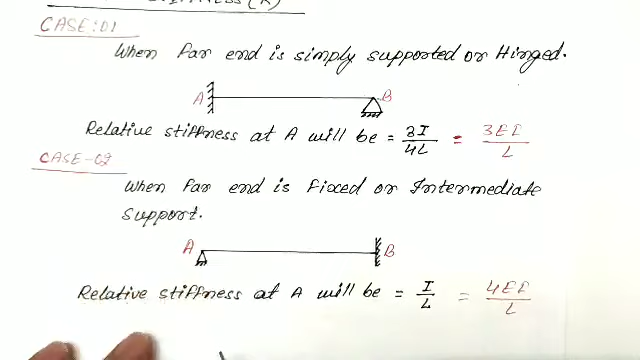 CASE:01
When far end is simply supported or Hinged.
A B
Relative stiffness at A will be = 3I/4L = 3EI/L
CASE-02
When far end is Fixed or Intermediate
support.
A B
Relative stiffness at A will be = I/L = 4EI/L